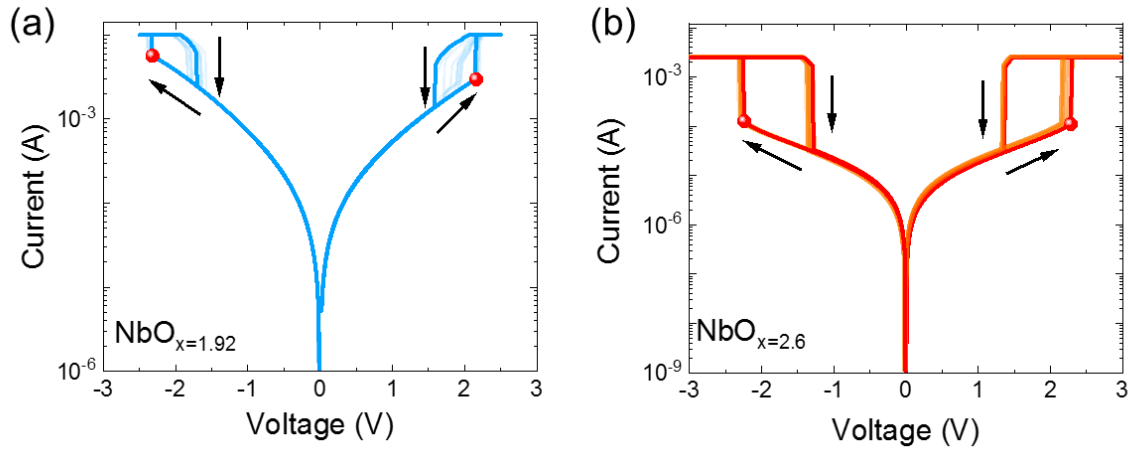 (a)
Current (A)
10⁻³
10⁻⁶
NbOₓ₌₁.₉₂
-3 -2 -1 0 1 2 3
Voltage (V)
(b)
Current (A)
10⁻³
10⁻⁶
10⁻⁹
NbOₓ₌₂.₆
-3 -2 -1 0 1 2 3
Voltage (V)